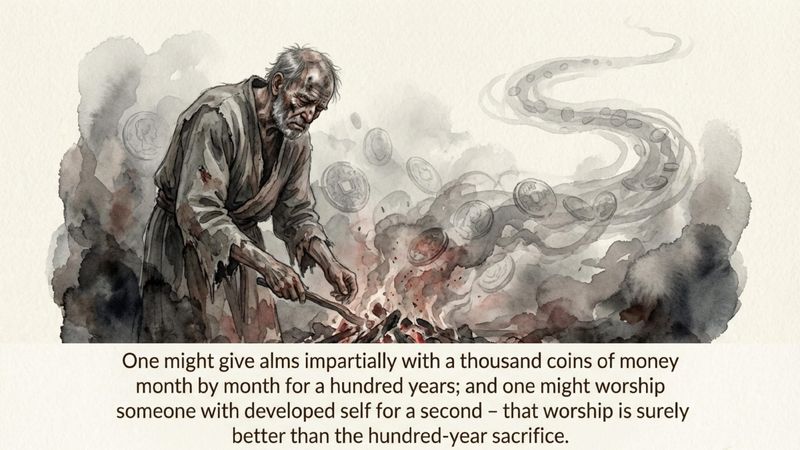 One might give alms impartially with a thousand coins of money
month by month for a hundred years; and one might worship
someone with developed self for a second – that worship is surely
better than the hundred-year sacrifice.